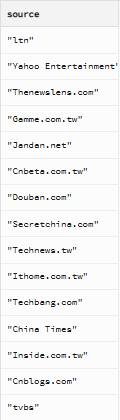 source
"ltn"
"Yahoo Entertainment"
"Thenewslens.com"
"Gamme.com.tw"
"Jandan.net"
"Cnbeta.com.tw"
"Douban.com"
"Secretchina.com"
"Technews.tw"
"Ithome.com.tw"
"Techbang.com"
"China Times"
"Inside.com.tw"
"Cnblogs.com"
"tvbs"